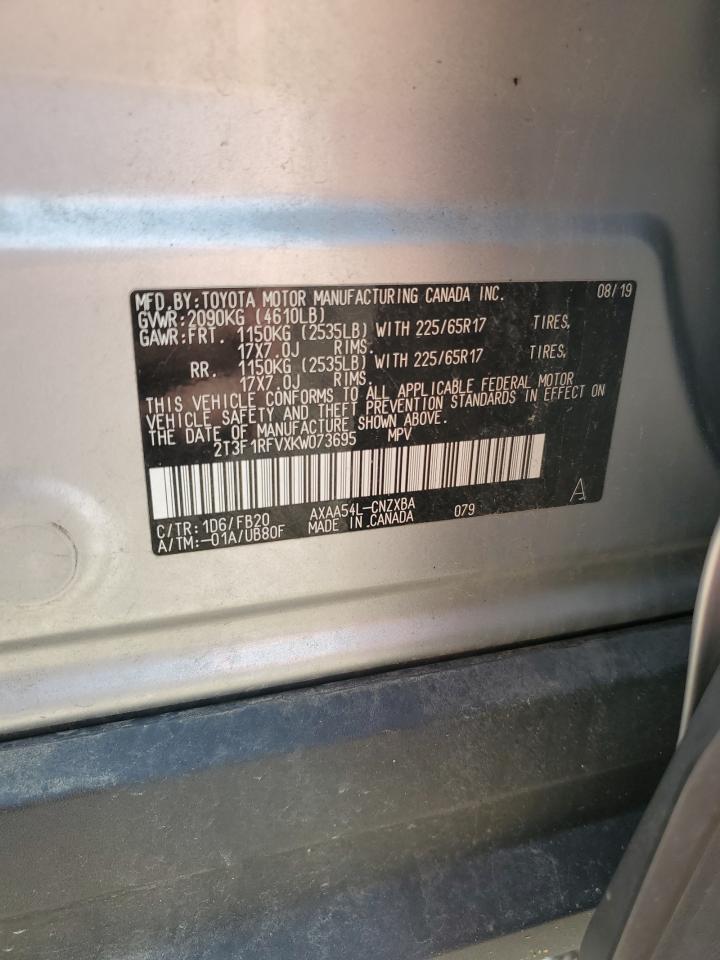 MFD.BY:TOYOTA MOTOR MANUFACTURING CANADA INC. 08/19
GVWR:2090KG (4610LB)
GAWR:FRT. 1150KG (2535LB) WITH 225/65R17 TIRES,
17X7.0J RIMS.
RR. 1150KG (2535LB) WITH 225/65R17 TIRES,
17X7.0J RIMS.
THIS VEHICLE CONFORMS TO ALL APPLICABLE FEDERAL MOTOR
VEHICLE SAFETY AND THEFT PREVENTION STANDARDS IN EFFECT ON
THE DATE OF MANUFACTURE SHOWN ABOVE.
2T3F1RFVXKW073695 MPV
A
C/TR:1D6/FB20 AXAA54L-CNZXBA 079
A/TM:-01A/UB80F MADE IN CANADA